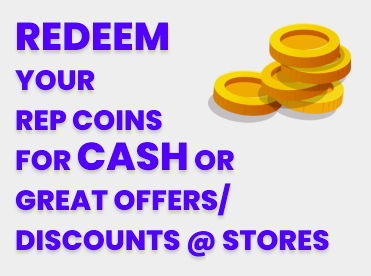 REDEEM
YOUR
REP COINS
FOR CASH OR
GREAT OFFERS/
DISCOUNTS @ STORES